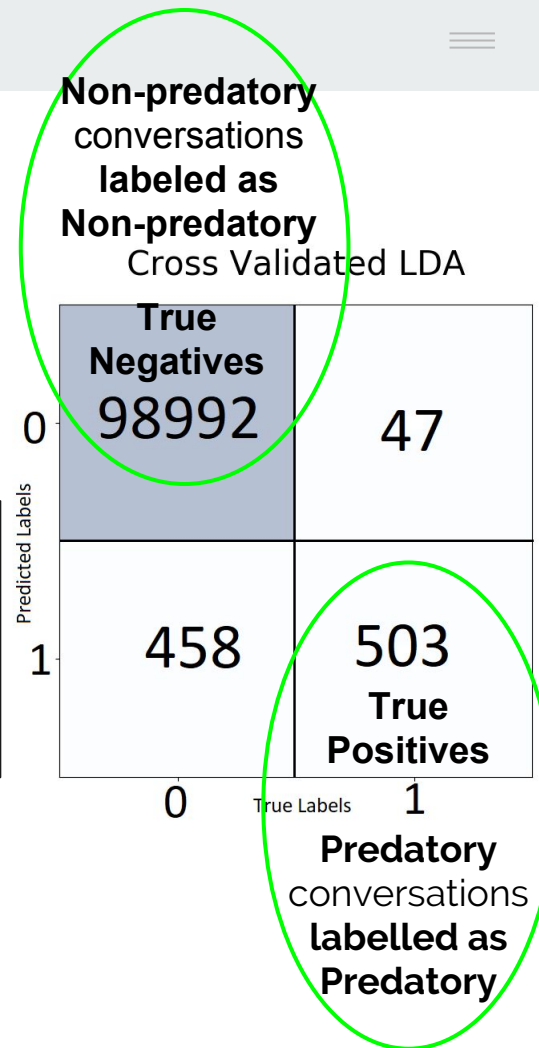 Non-predatory
conversations
labeled as
Non-predatory
Cross Validated LDA
True
Negatives
0
98992
47
Predicted Labels
1
458
503
True
Positives
0
True Labels
1
Predatory
conversations
labelled as
Predatory